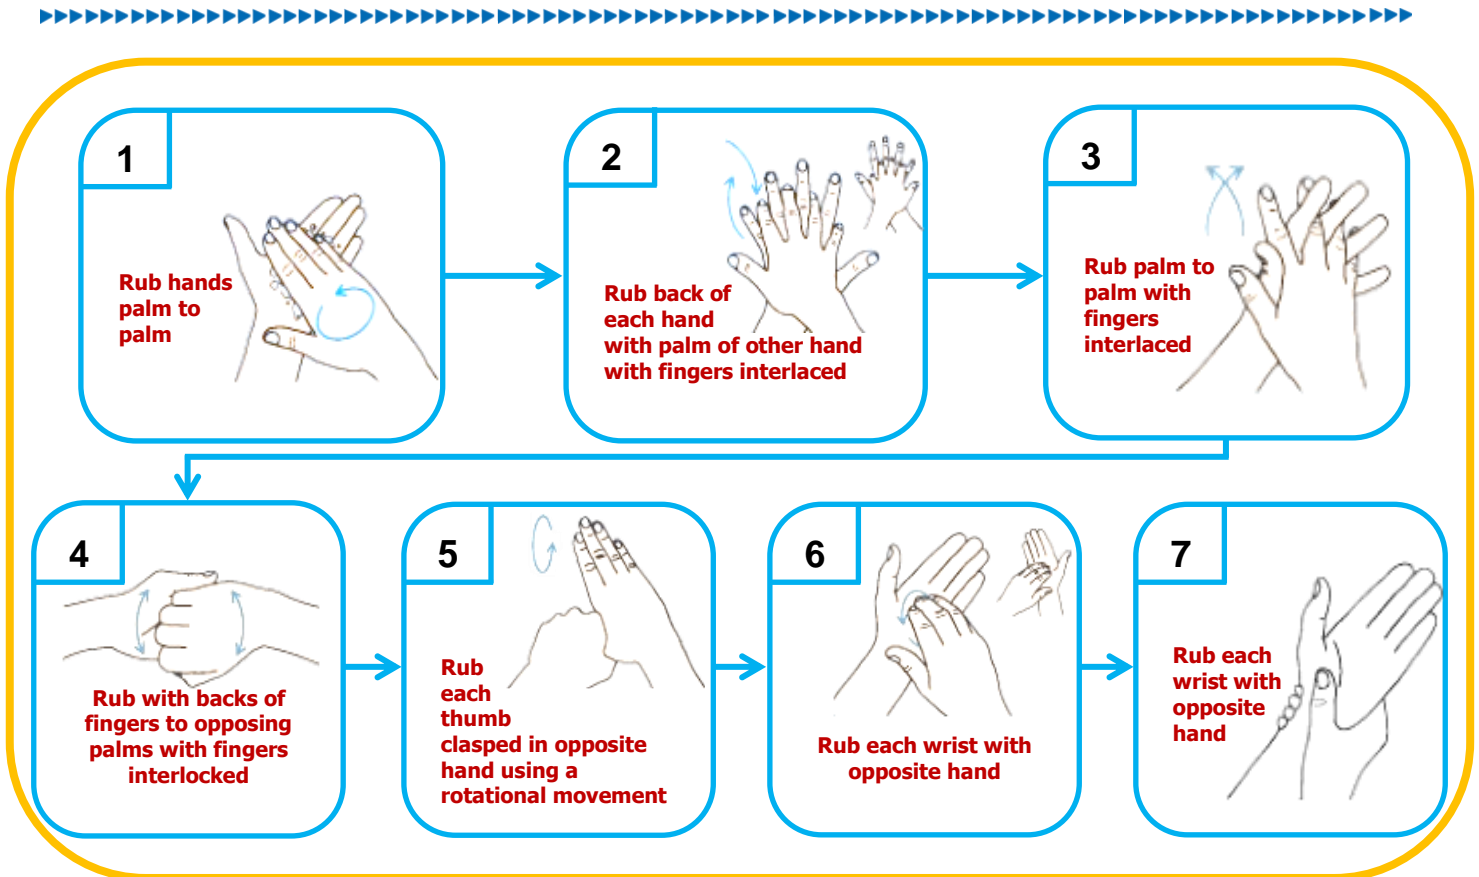 1
Rub hands
palm to
palm
2
Rub back of
each hand
with palm of other hand
with fingers interlaced
3
Rub palm to
palm with
fingers
interlaced
4
Rub with backs of
fingers to opposing
palms with fingers
interlocked
5
Rub
each
thumb
clasped in opposite
hand using a
rotational movement
6
Rub each wrist with
opposite hand
7
Rub each
wrist with
opposite
hand